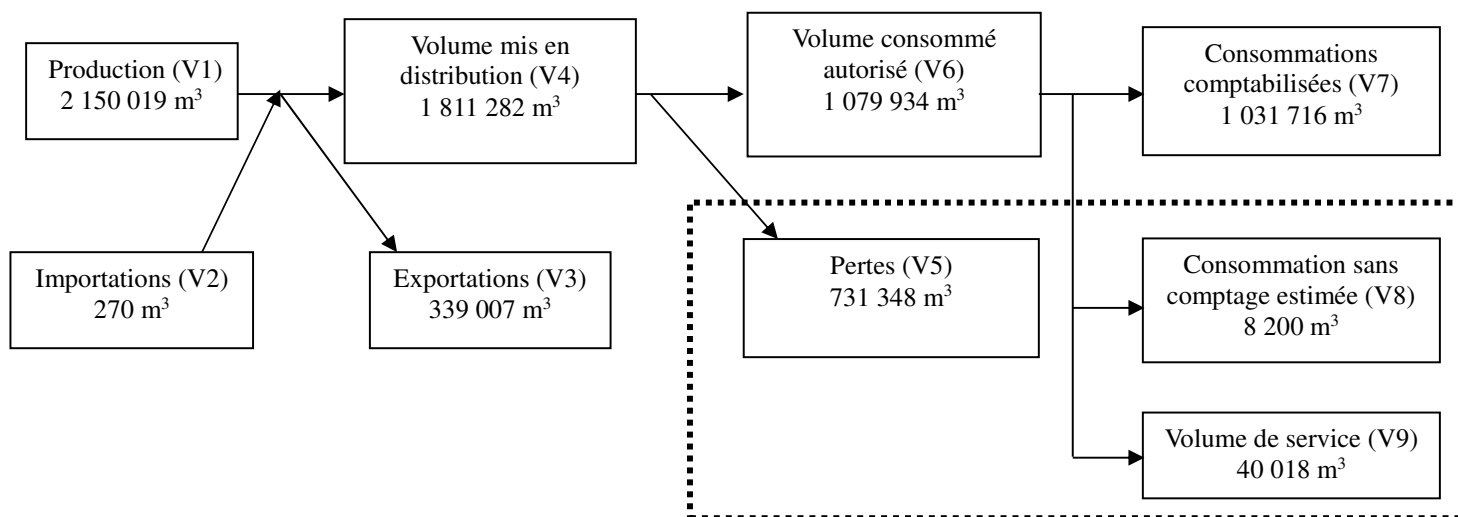 Production (V1)
2 150 019 m³
Volume mis en
distribution (V4)
1 811 282 m³
Volume consommé
autorisé (V6)
1 079 934 m³
Consommations
comptabilisées (V7)
1 031 716 m³
Importations (V2)
270 m³
Exportations (V3)
339 007 m³
Pertes (V5)
731 348 m³
Consommation sans
comptage estimée (V8)
8 200 m³
Volume de service (V9)
40 018 m³